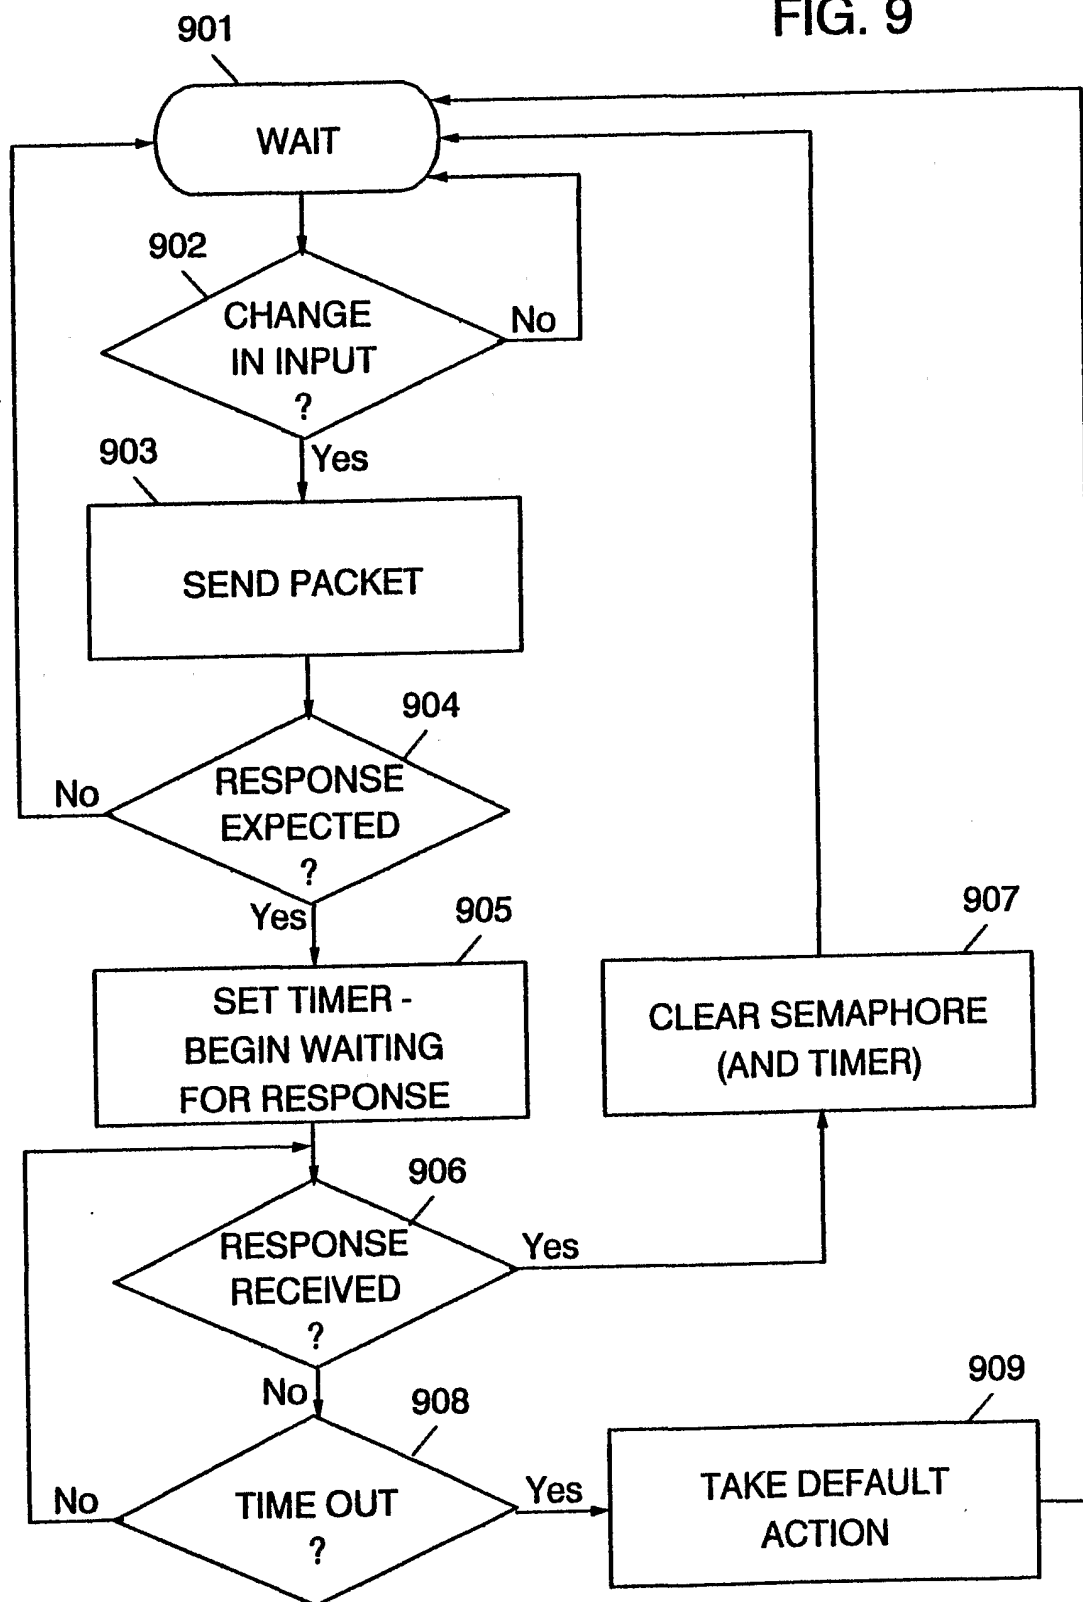 FIG. 9
901
WAIT
902
CHANGE
IN INPUT
?
No
Yes
903
SEND PACKET
904
RESPONSE
EXPECTED
?
No
Yes
905
SET TIMER -
BEGIN WAITING
FOR RESPONSE
907
CLEAR SEMAPHORE
(AND TIMER)
906
RESPONSE
RECEIVED
?
Yes
No
908
TIME OUT
?
No
Yes
909
TAKE DEFAULT
ACTION